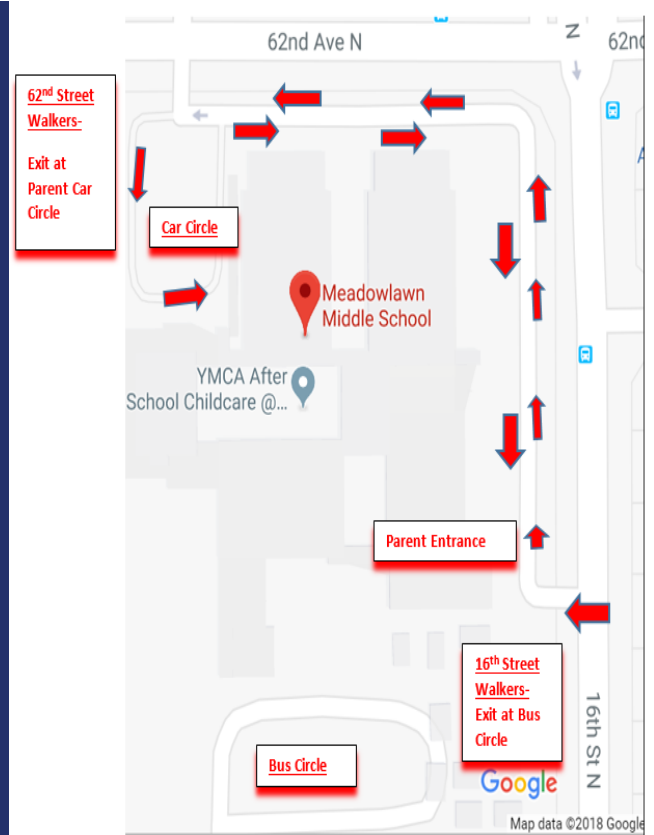 62nd Ave N
N
62nd
62nd Street
Walkers-
Exit at
Parent Car
Circle
Car Circle
Meadowlawn
Middle School
YMCA After
School Childcare @...
Parent Entrance
16th Street
Walkers-
Exit at Bus
Circle
16th St N
Bus Circle
Google
Map data ©2018 Google